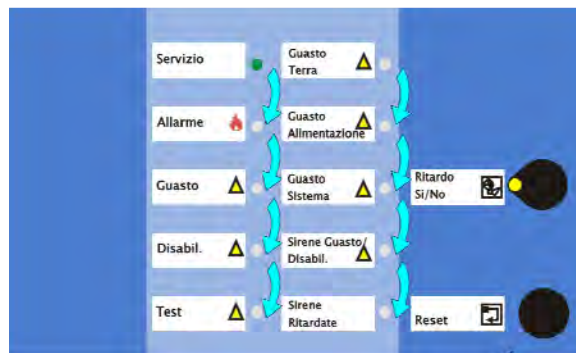 Servizio
Guasto
Terra
Allarme
Guasto
Alimentazione
Guasto
Guasto
Sistema
Ritardo
Si/No
Disabil.
Sirene Guasto/
Disabil.
Test
Sirene
Ritardate
Reset